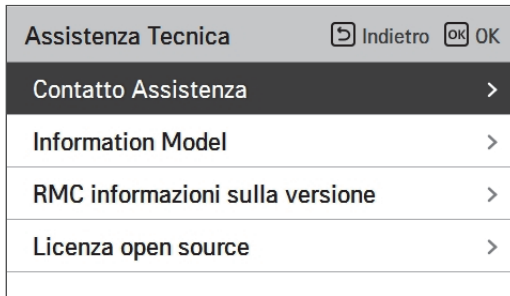 Assistenza Tecnica Indietro OK OK
Contatto Assistenza >
Information Model >
RMC informazioni sulla versione >
Licenza open source >